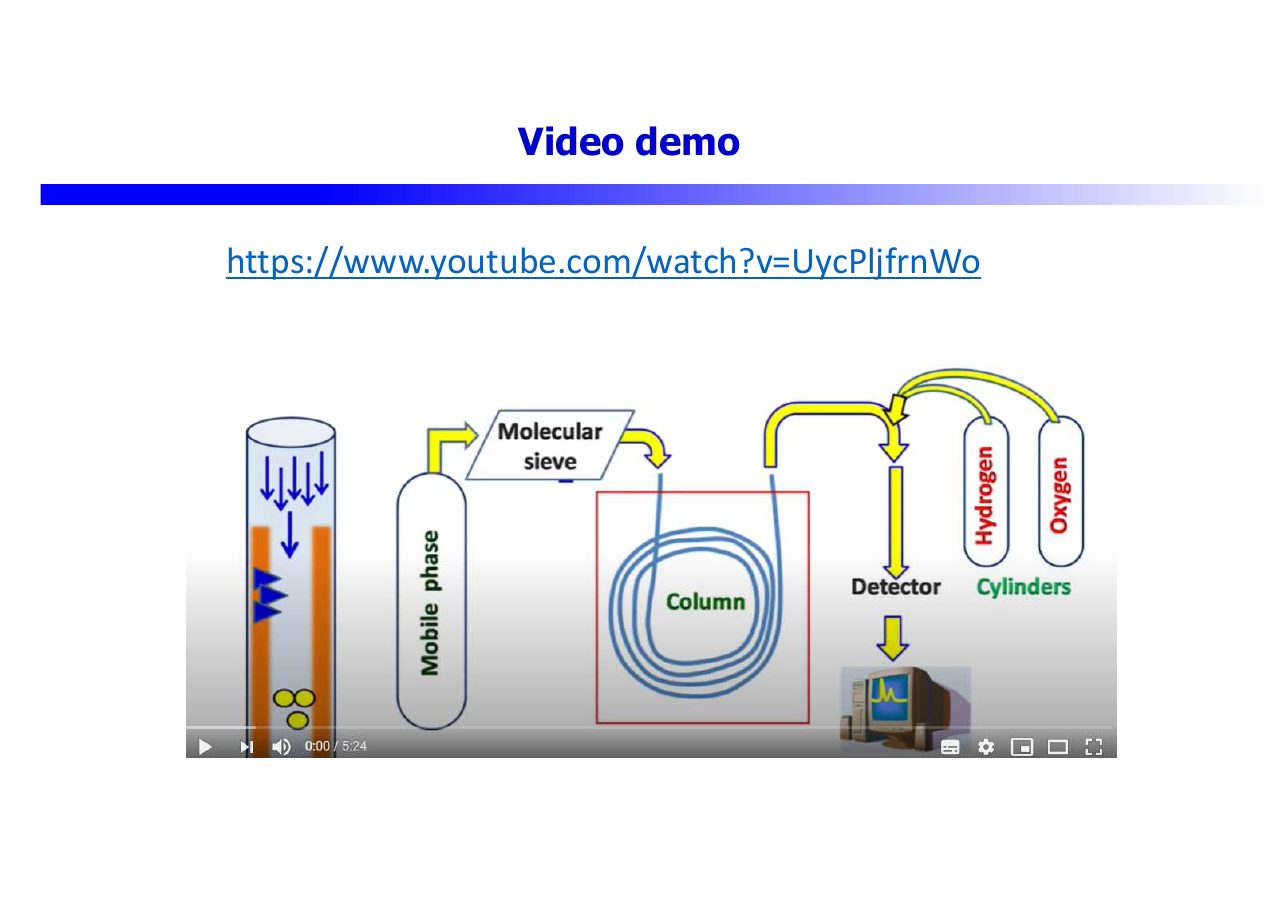 Video demo
https://www.youtube.com/watch?v=UycPljfrnWo
Molecular
sieve
Mobile phase
Column
Hydrogen
Oxygen
Detector
Cylinders
0:00 / 5:24